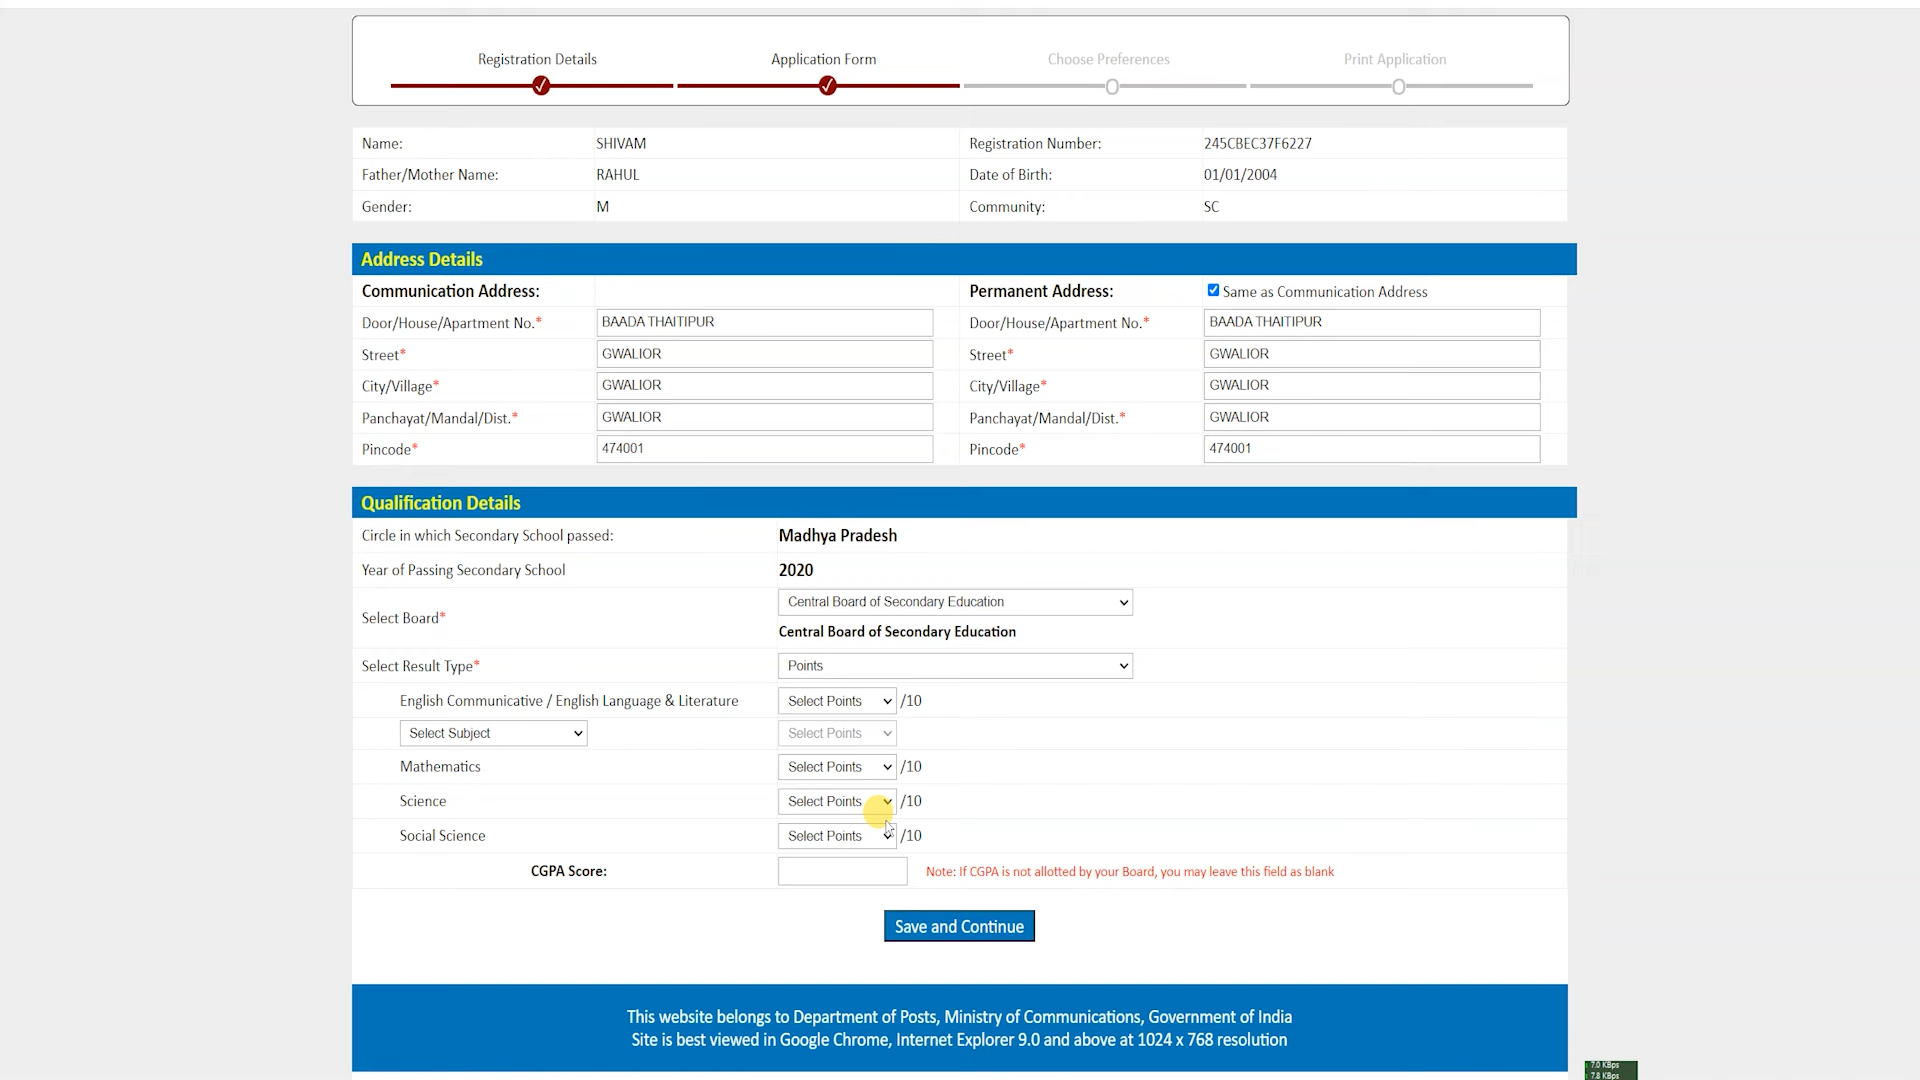 Registration Details Application Form Choose Preferences Print Application
Name: SHIVAM Registration Number: 245CBEC37F6227
Father/Mother Name: RAHUL Date of Birth: 01/01/2004
Gender: M Community: SC
Address Details
Communication Address: Permanent Address: Same as Communication Address
Door/House/Apartment No.* BAADA THAITIPUR Door/House/Apartment No.* BAADA THAITIPUR
Street* GWALIOR Street* GWALIOR
City/Village* GWALIOR City/Village* GWALIOR
Panchayat/Mandal/Dist.* GWALIOR Panchayat/Mandal/Dist.* GWALIOR
Pincode* 474001 Pincode* 474001
Qualification Details
Circle in which Secondary School passed: Madhya Pradesh
Year of Passing Secondary School 2020
Select Board* Central Board of Secondary Education
Central Board of Secondary Education
Select Result Type* Points
English Communicative / English Language & Literature Select Points /10
Select Subject Select Points
Mathematics Select Points /10
Science Select Points /10
Social Science Select Points /10
CGPA Score: Note: If CGPA is not allotted by your Board, you may leave this field as blank
Save and Continue
This website belongs to Department of Posts, Ministry of Communications, Government of India
Site is best viewed in Google Chrome, Internet Explorer 9.0 and above at 1024 x 768 resolution
7.0 KBps
7.8 KBps